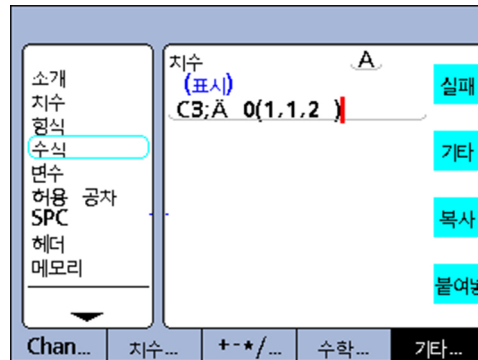 소개
치수
형식
수식
변수
허용 공차
SPC
헤더
메모리
치수
A
(표시)
C3;Ä 0(1,1,2 )
실패
기타
복사
붙여넣
Chan...
치수...
+-*/...
수학...
기타...